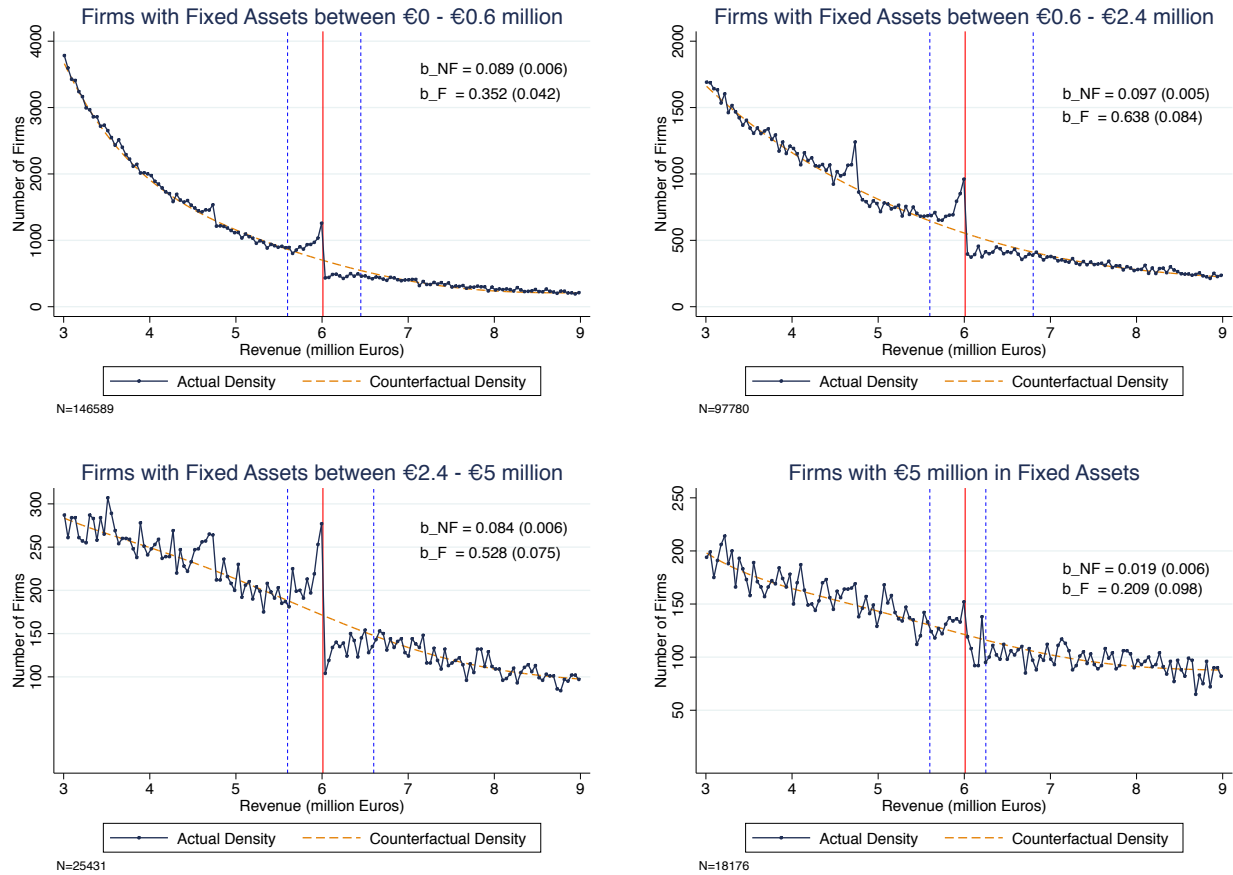 Firms with Fixed Assets between €0 - €0.6 million
Number of Firms
4000
3000
2000
1000
0
b_NF = 0.089 (0.006)
b_F = 0.352 (0.042)
3 4 5 6 7 8 9
Revenue (million Euros)
Actual Density Counterfactual Density
N=146589
Firms with Fixed Assets between €0.6 - €2.4 million
Number of Firms
2000
1500
1000
500
0
b_NF = 0.097 (0.005)
b_F = 0.638 (0.084)
3 4 5 6 7 8 9
Revenue (million Euros)
Actual Density Counterfactual Density
N=97780
Firms with Fixed Assets between €2.4 - €5 million
Number of Firms
300
250
200
150
100
b_NF = 0.084 (0.006)
b_F = 0.528 (0.075)
3 4 5 6 7 8 9
Revenue (million Euros)
Actual Density Counterfactual Density
N=25431
Firms with €5 million in Fixed Assets
Number of Firms
250
200
150
100
50
b_NF = 0.019 (0.006)
b_F = 0.209 (0.098)
3 4 5 6 7 8 9
Revenue (million Euros)
Actual Density Counterfactual Density
N=18176